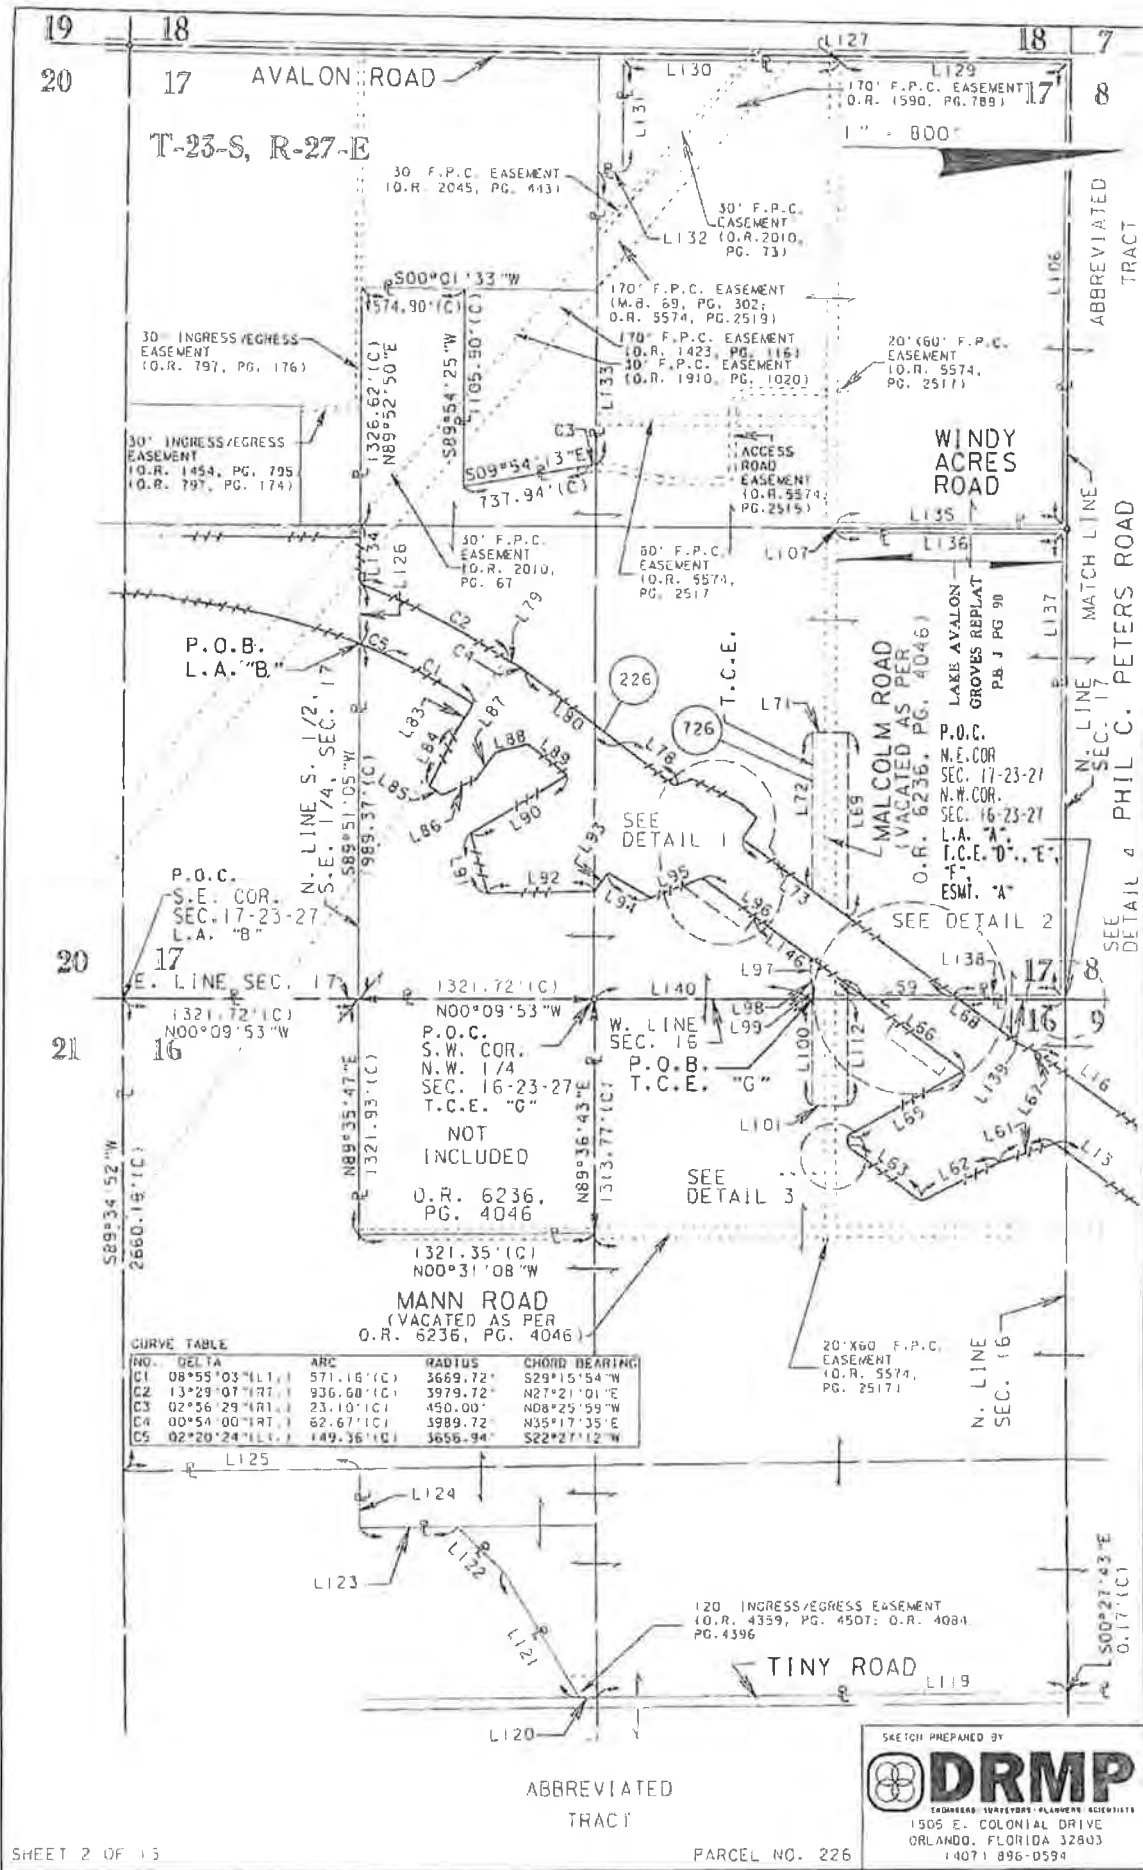 19
18
18
7
20
17
AVALON ROAD
L127
L130
L129
17
8
170' F.P.C. EASEMENT
O.R. 1590, PG.789)
1" = 800'
T-23-S, R-27-E
L131
30' F.P.C. EASEMENT
(O.R. 2045, PG. 443)
30' F.P.C.
EASEMENT
(O.R.2010,
PG. 73)
L132
L106
ABBREVIATED
TRACT
S00°01'33"W
574.90'(C)
170' F.P.C. EASEMENT
(M.B. 69, PG. 302;
O.R. 5574, PG.2519)
170' F.P.C. EASEMENT
(O.R. 1423, PG. 116)
30' F.P.C. EASEMENT
(O.R. 1910, PG. 1020)
30' INGRESS/EGRESS
EASEMENT
(O.R. 797, PG. 176)
20'X60' F.P.C.
EASEMENT
(O.R. 5574,
PG. 2517)
1326.62'(C)
N89°52'50"E
S89°54'25"W
1105.90'(C)
L133
30' INGRESS/EGRESS
EASEMENT
(O.R. 1454, PG. 795
(O.R. 797, PG. 174)
C3
S09°54'13"E
737.94'(C)
ACCESS
ROAD
EASEMENT
(O.R.5574,
PG.2515)
WINDY
ACRES
ROAD
L135
L136
L107
L134
L126
30' F.P.C.
EASEMENT
(O.R. 2010,
PG. 67
60' F.P.C.
EASEMENT
(O.R. 5574,
PG. 2517
L79
C2
C4
C5
C1
P.O.B.
L.A. "B"
L137
N. LINE
SEC. 17
MATCH LINE
SEE
DETAIL 4
PHIL C. PETERS ROAD
LAKE AVALON
GROVES REPLAT
P.B J PG 90
MALCOLM ROAD
(VACATED AS PER
O.R. 6236, PG. 4046)
T.C.E.
226
726
L71
L80
L78
L72
L69
L83
L84
L85
L86
L87
L88
L89
L90
L91
L92
L93
L94
L95
L96
L73
SEE
DETAIL 1
N. LINE S. 1/2,
S.E. 1/4, SEC. 17
S89°51'05"W
989.37'(C)
P.O.C.
N.E.COR
SEC. 17-23-27
N.W.COR.
SEC. 16-23-27
L.A. "A",
T.C.E."D","E",
"F",
ESMT. "A"
P.O.C.
S.E. COR.
SEC.17-23-27
L.A. "B"
SEE DETAIL 2
L146
L97
L138
20
17
17
8
E. LINE SEC. 17
1321.72'(C)
N00°09'53"W
1321.72'(C)
N00°09'53"W
L140
L98
L99
L59
L68
L66
21
16
16
9
P.O.C.
S.W. COR.
N.W. 1/4
SEC. 16-23-27
T.C.E. "G"
W. LINE
SEC. 16
P.O.B.
T.C.E. "G"
L100
L112
L101
L139
L67
L16
L65
L61
L63
L62
L15
N89°35'47"E
1321.93'(C)
N89°36'43"E
1313.77'(C)
NOT
INCLUDED
O.R. 6236,
PG. 4046
SEE
DETAIL 3
S89°34'52"W
2660.16'(C)
1321.35'(C)
N00°31'08"W
MANN ROAD
(VACATED AS PER
O.R. 6236, PG. 4046)
20'X60' F.P.C.
EASEMENT
(O.R. 5574,
PG. 2517)
N. LINE
SEC. 16
CURVE TABLE
NO. DELTA ARC RADIUS CHORD BEARING
C1 08°55'03"(LT.) 571.16'(C) 3669.72' S29°15'54"W
C2 13°29'07"(RT.) 936.68'(C) 3979.72' N27°21'01"E
C3 02°56'29"(RT.) 23.10'(C) 450.00' N08°25'59"W
C4 00°54'00"(RT.) 62.67'(C) 3989.72' N35°17'35"E
C5 02°20'24"(LT.) 149.36'(C) 3656.94' S22°27'12"W
L125
L124
L123
L122
L121
L120
120' INGRESS/EGRESS EASEMENT
(O.R. 4359, PG. 4507; O.R. 4084
PG.4396
TINY ROAD
L119
S00°27'43"E
0.17'(C)
ABBREVIATED
TRACT
SKETCH PREPARED BY
DRMP
ENGINEERS·SURVEYORS·PLANNERS·SCIENTISTS
1505 E. COLONIAL DRIVE
ORLANDO, FLORIDA 32803
(407) 896-0594
SHEET 2 OF 15
PARCEL NO. 226